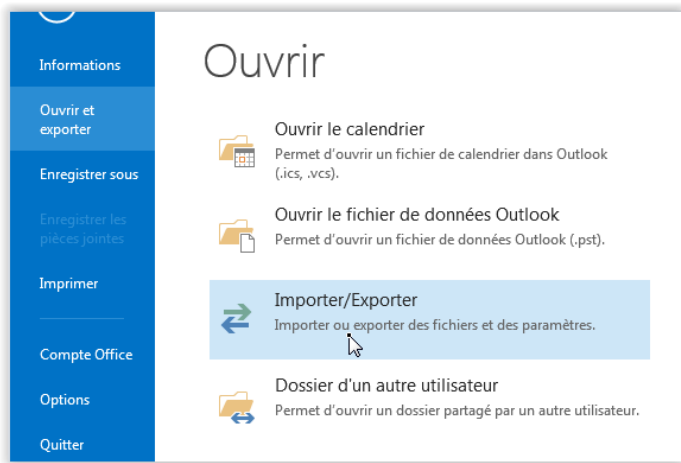 Informations
Ouvrir et
exporter
Enregistrer sous
Enregistrer les
pièces jointes
Imprimer
Compte Office
Options
Quitter
Ouvrir
Ouvrir le calendrier
Permet d'ouvrir un fichier de calendrier dans Outlook
(.ics, .vcs).
Ouvrir le fichier de données Outlook
Permet d'ouvrir un fichier de données Outlook (.pst).
Importer/Exporter
Importer ou exporter des fichiers et des paramètres.
Dossier d'un autre utilisateur
Permet d'ouvrir un dossier partagé par un autre utilisateur.